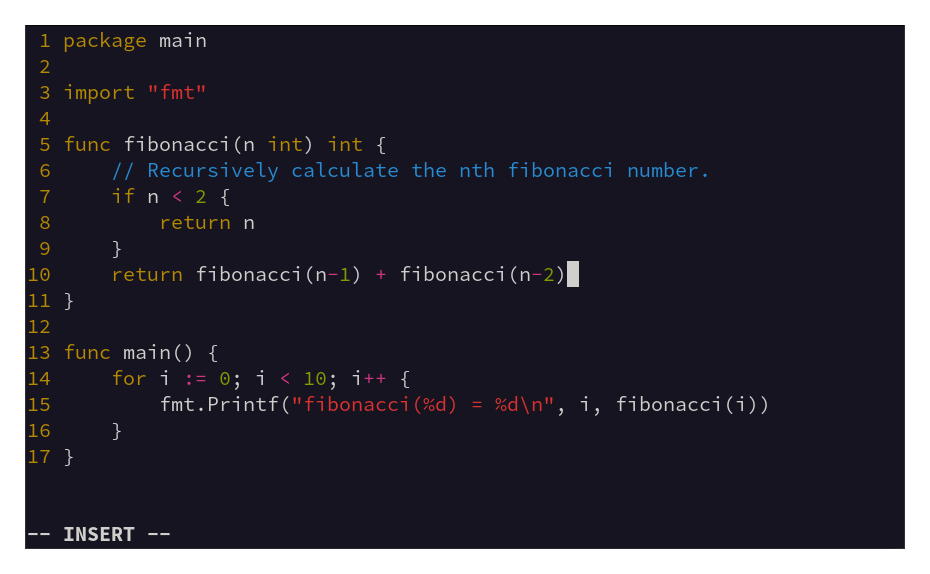 1 package main
2
3 import "fmt"
4
5 func fibonacci(n int) int {
6     // Recursively calculate the nth fibonacci number.
7     if n < 2 {
8         return n
9     }
10     return fibonacci(n-1) + fibonacci(n-2)
11 }
12
13 func main() {
14     for i := 0; i < 10; i++ {
15         fmt.Printf("fibonacci(%d) = %d\n", i, fibonacci(i))
16     }
17 }
-- INSERT --